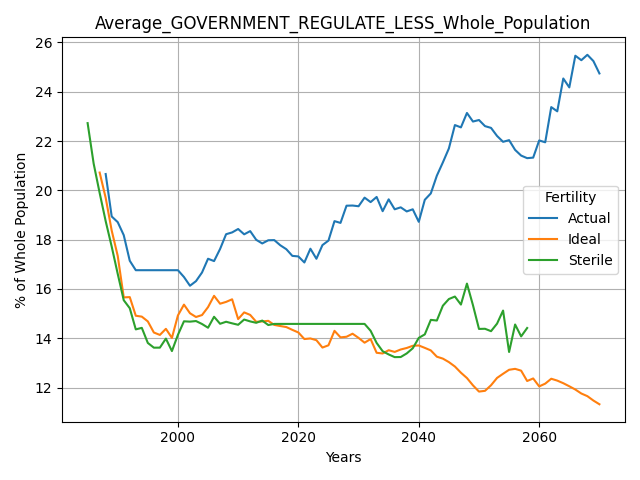 Average_GOVERNMENT_REGULATE_LESS_Whole_Population
26
24
22
20
18
16
14
12
% of Whole Population
Fertility
Actual
Ideal
Sterile
2000
2020
2040
2060
Years